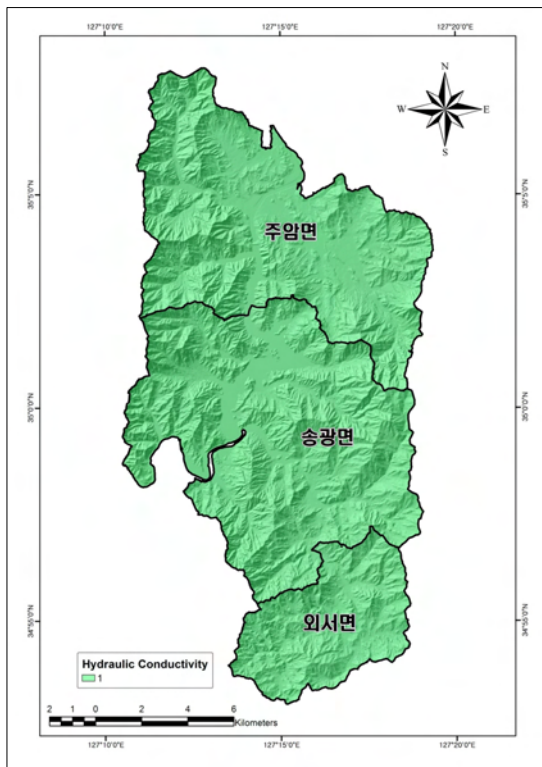 127°10'0"E 127°15'0"E 127°20'0"E
N
W E
S
35°5'0"N 35°5'0"N
주암면
35°0'0"N 35°0'0"N
송광면
34°55'0"N 34°55'0"N
외서면
Hydraulic Conductivity
1
2 1 0 2 4 6
Kilometers
127°10'0"E 127°15'0"E 127°20'0"E